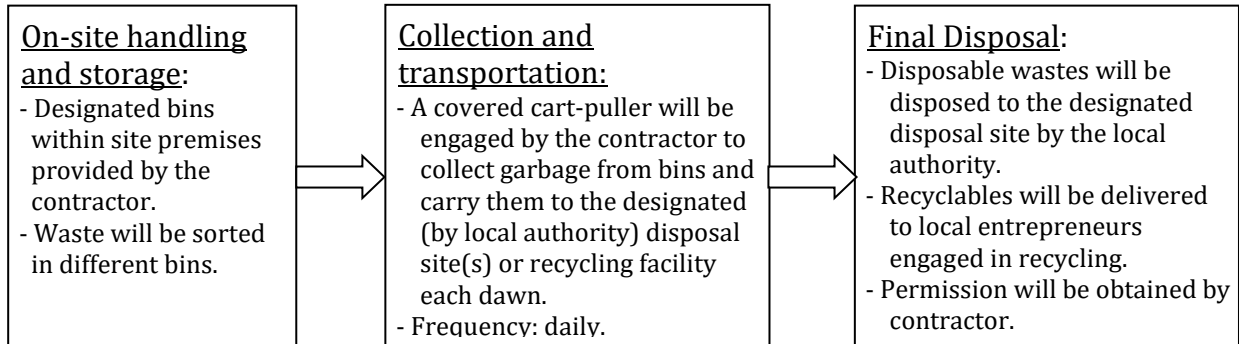 On-site handling
and storage:
- Designated bins
within site premises
provided by the
contractor.
- Waste will be sorted
in different bins.
Collection and
transportation:
- A covered cart-puller will be
engaged by the contractor to
collect garbage from bins and
carry them to the designated
(by local authority) disposal
site(s) or recycling facility
each dawn.
- Frequency: daily.
Final Disposal:
- Disposable wastes will be
disposed to the designated
disposal site by the local
authority.
- Recyclables will be delivered
to local entrepreneurs
engaged in recycling.
- Permission will be obtained by
contractor.